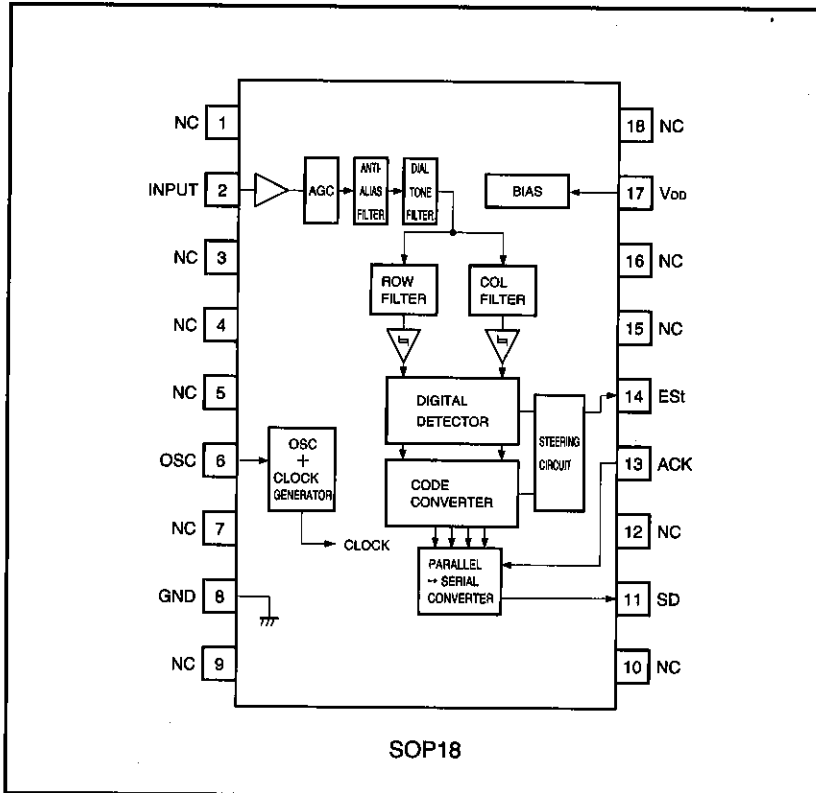 NC 1
18 NC
INPUT 2
AGC
ANTI-
ALIAS
FILTER
DIAL
TONE
FILTER
BIAS
17 VDD
NC 3
ROW
FILTER
COL
FILTER
16 NC
NC 4
15 NC
NC 5
DIGITAL
DETECTOR
14 ESt
STEERING
CIRCUIT
OSC 6
OSC
+
CLOCK
GENERATOR
CODE
CONVERTER
13 ACK
NC 7
CLOCK
12 NC
PARALLEL
→ SERIAL
CONVERTER
GND 8
11 SD
NC 9
10 NC
SOP18